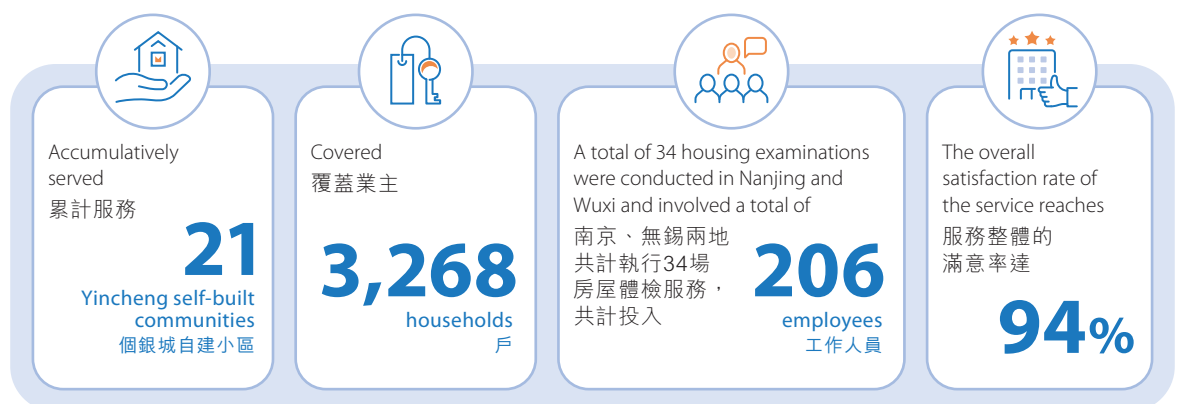 Accumulatively
served
累計服務
21
Yincheng self-built
communities
個銀城自建小區
Covered
覆蓋業主
3,268
households
戶
A total of 34 housing examinations
were conducted in Nanjing and
Wuxi and involved a total of
南京、無錫兩地
共計執行34場
房屋體檢服務，
共計投入
206
employees
工作人員
The overall
satisfaction rate of
the service reaches
服務整體的
滿意率達
94%